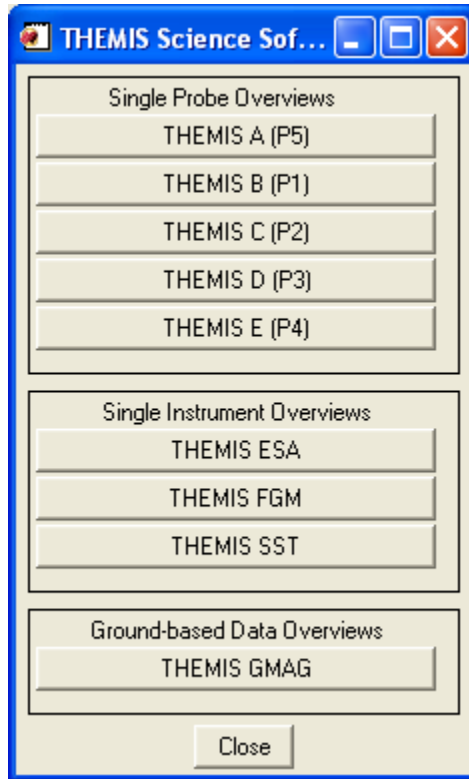 THEMIS Science Sof...
Single Probe Overviews
THEMIS A (P5)
THEMIS B (P1)
THEMIS C (P2)
THEMIS D (P3)
THEMIS E (P4)
Single Instrument Overviews
THEMIS ESA
THEMIS FGM
THEMIS SST
Ground-based Data Overviews
THEMIS GMAG
Close